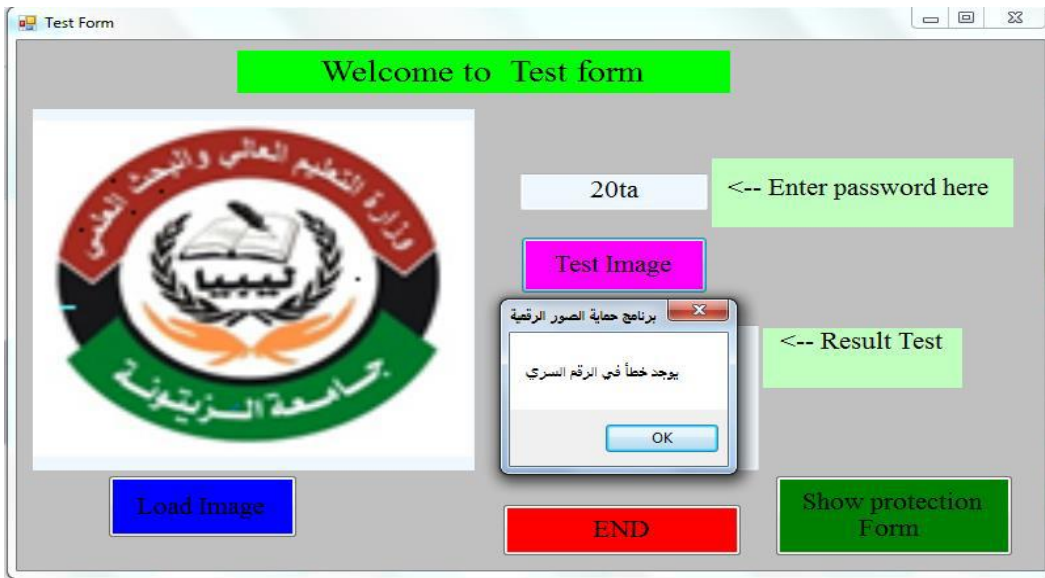 Test Form
Welcome to Test form
وزارة التعليم العالي والبحث العلمي
ليبيا
جامعة الزيتونة
20ta
<-- Enter password here
Test Image
برنامج حماية الصور الرقمية
يوجد خطأ في الرقم السري
OK
<-- Result Test
Load Image
END
Show protection
Form